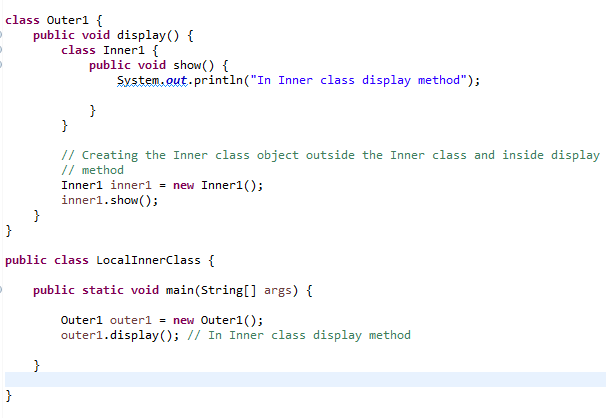 class Outer1 {
    public void display() {
        class Inner1 {
            public void show() {
                System.out.println("In Inner class display method");
            }
        }
        // Creating the Inner class object outside the Inner class and inside display
        // method
        Inner1 inner1 = new Inner1();
        inner1.show();
    }
}
public class LocalInnerClass {
    public static void main(String[] args) {
        Outer1 outer1 = new Outer1();
        outer1.display(); // In Inner class display method
    }
}